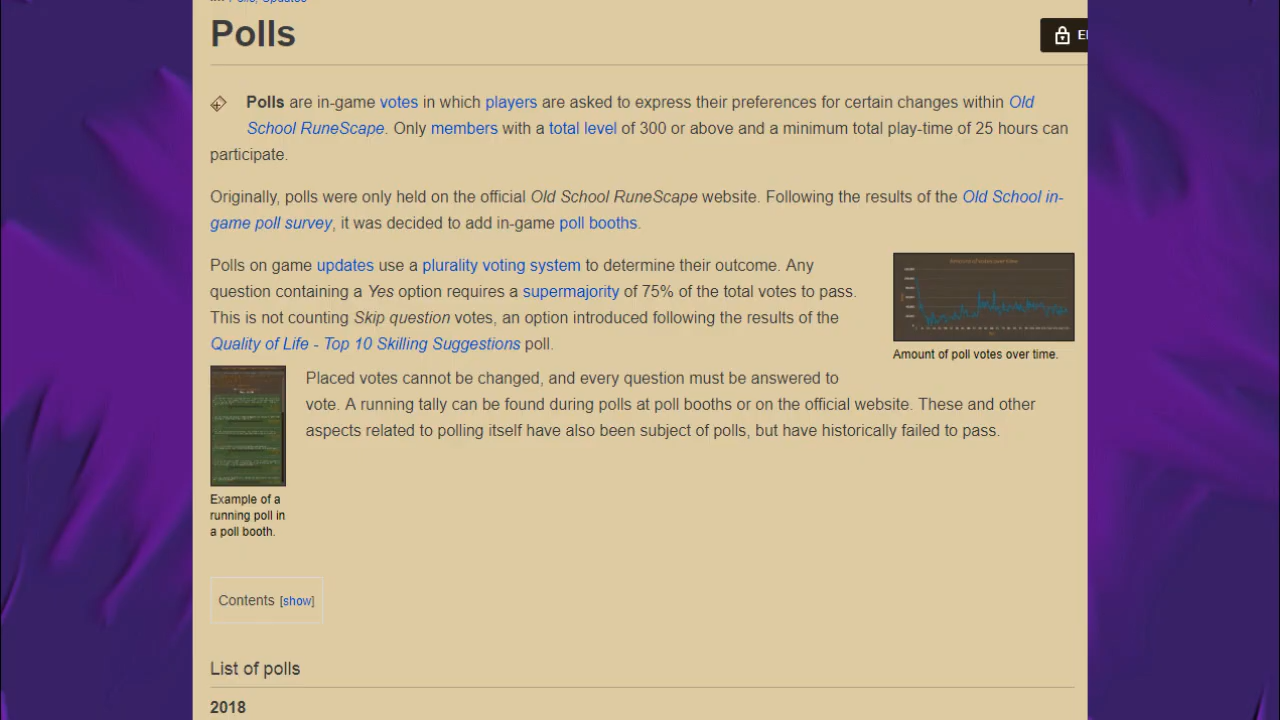 Polls, Updates
Polls
Polls are in-game votes in which players are asked to express their preferences for certain changes within Old
School RuneScape. Only members with a total level of 300 or above and a minimum total play-time of 25 hours can
participate.
Originally, polls were only held on the official Old School RuneScape website. Following the results of the Old School in-
game poll survey, it was decided to add in-game poll booths.
Polls on game updates use a plurality voting system to determine their outcome. Any
question containing a Yes option requires a supermajority of 75% of the total votes to pass.
This is not counting Skip question votes, an option introduced following the results of the
Quality of Life - Top 10 Skilling Suggestions poll.
Amount of poll votes over time.
Placed votes cannot be changed, and every question must be answered to
vote. A running tally can be found during polls at poll booths or on the official website. These and other
aspects related to polling itself have also been subject of polls, but have historically failed to pass.
Example of a
running poll in
a poll booth.
Contents [show]
List of polls
2018